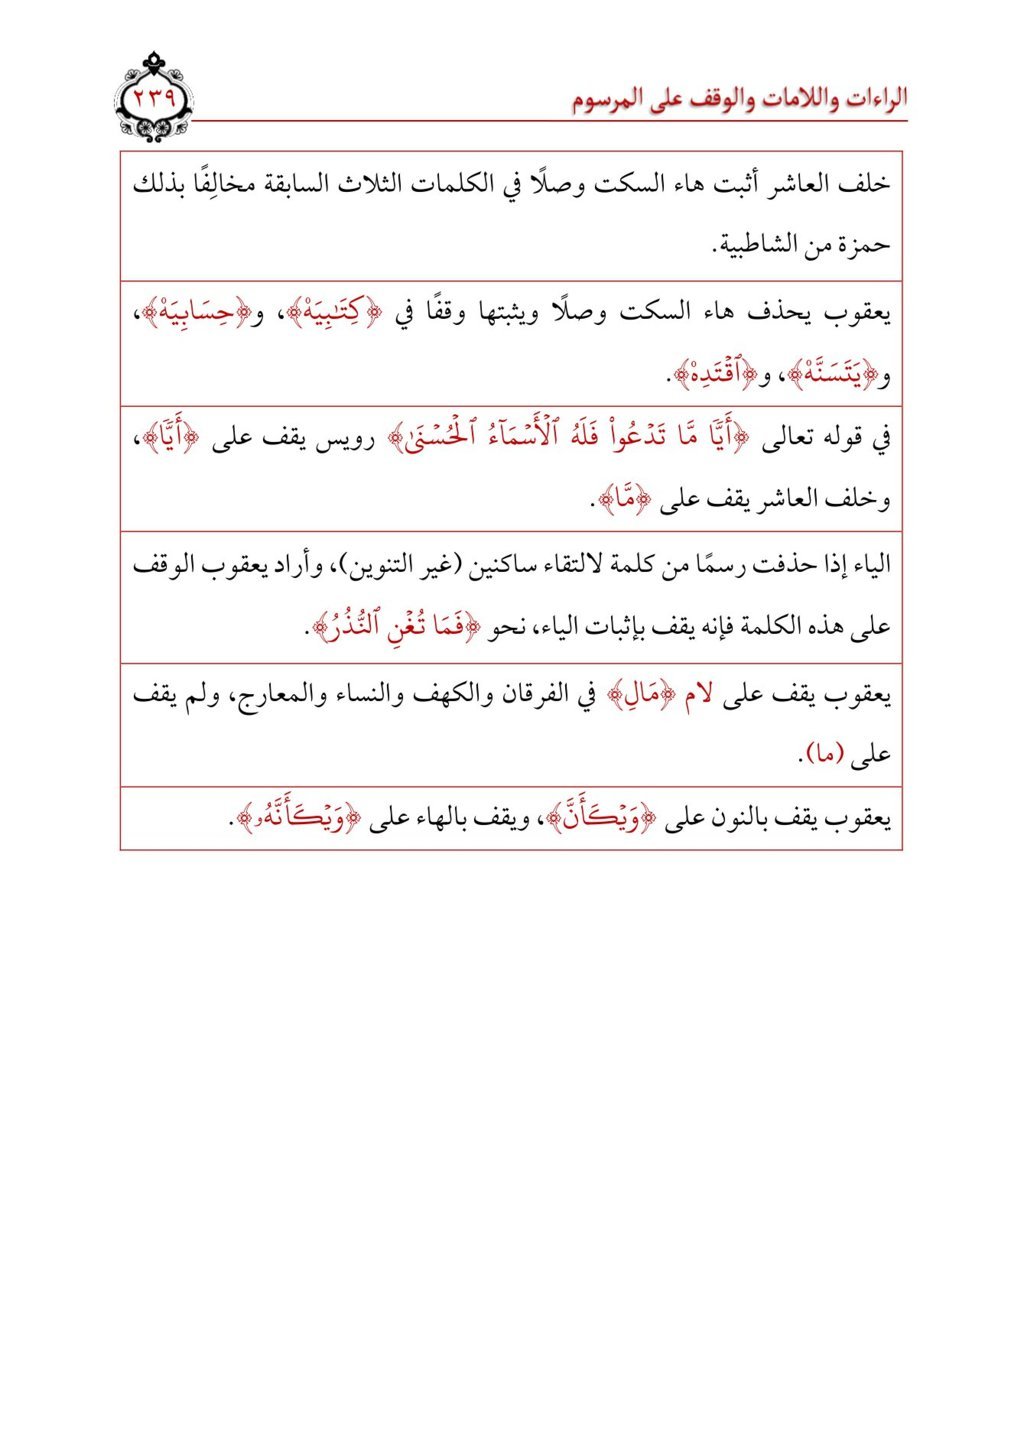 الراءات واللامات والوقف على المرسوم
٢٣٩
خلف العاشر أثبت هاء السكت وصلًا في الكلمات الثلاث السابقة مخالِفًا بذلك
حمزة من الشاطبية.
يعقوب يحذف هاء السكت وصلًا ويثبتها وقفًا في ﴿كِتَٰبِيَهۡ﴾، و﴿حِسَابِيَهۡ﴾،
و﴿يَتَسَنَّهۡ﴾، و﴿ٱقۡتَدِهۡ﴾.
في قوله تعالى ﴿أَيّٗا مَّا تَدۡعُواْ فَلَهُ ٱلۡأَسۡمَآءُ ٱلۡحُسۡنَىٰ﴾ رويس يقف على ﴿أَيّٗا﴾،
وخلف العاشر يقف على ﴿مَّا﴾.
الياء إذا حذفت رسمًا من كلمة لالتقاء ساكنين (غير التنوين)، وأراد يعقوب الوقف
على هذه الكلمة فإنه يقف بإثبات الياء، نحو ﴿فَمَا تُغۡنِ ٱلنُّذُرُ﴾.
يعقوب يقف على لام ﴿مَالِ﴾ في الفرقان والكهف والنساء والمعارج، ولم يقف
على (ما).
يعقوب يقف بالنون على ﴿وَيۡكَأَنَّ﴾، ويقف بالهاء على ﴿وَيۡكَأَنَّهُۥ﴾.